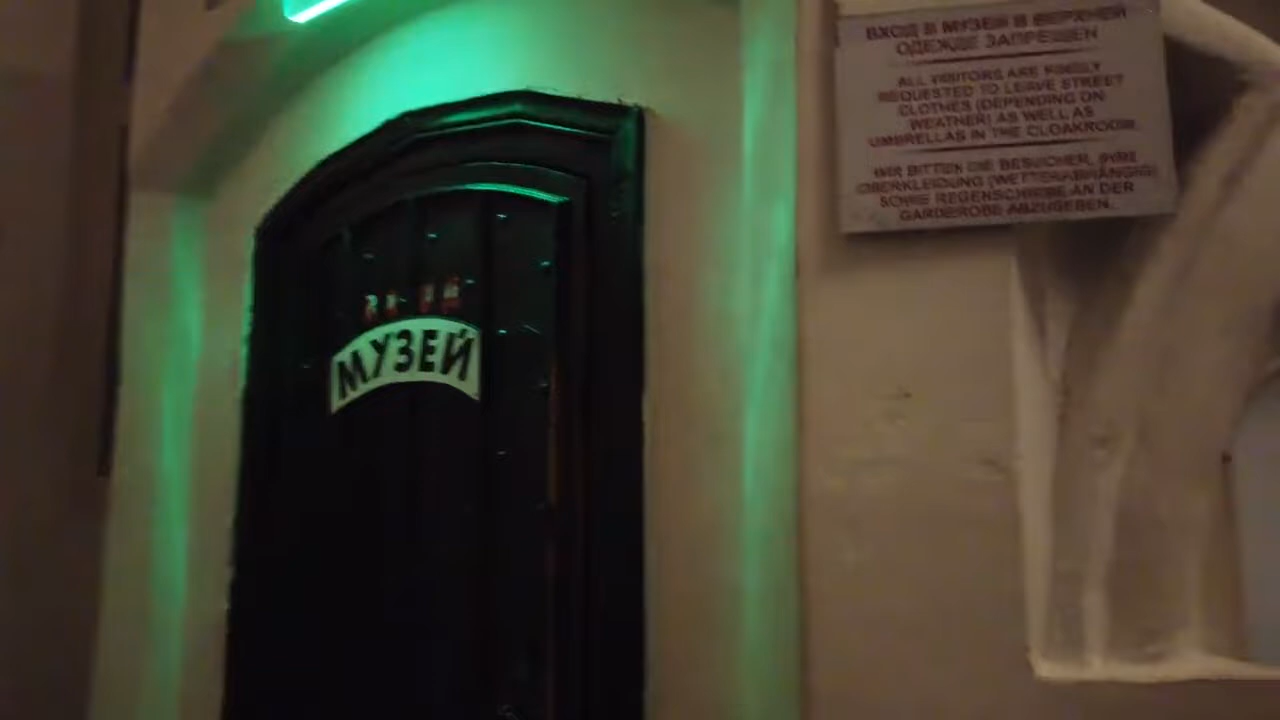 МУЗЕЙ
ВХОД В МУЗЕЙ В ВЕРХНЕЙ
ОДЕЖДЕ ЗАПРЕЩЕН
ALL VISITORS ARE KINDLY
REQUESTED TO LEAVE STREET
CLOTHES (DEPENDING ON
WEATHER) AS WELL AS
UMBRELLAS IN THE CLOAKROOM
WIR BITTEN DIE BESUCHER, IHRE
OBERKLEIDUNG (WETTERABHÄNGIG)
SOWIE REGENSCHIRME AN DER
GARDEROBE ABZUGEBEN.